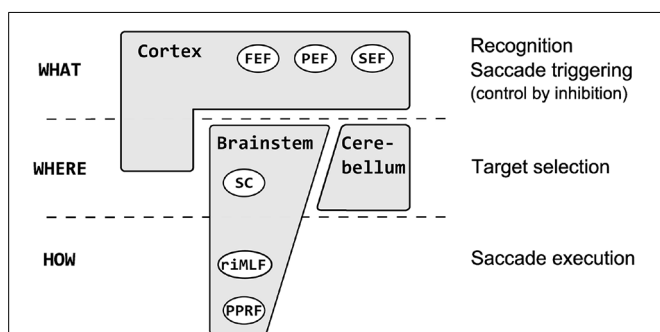 WHAT
Cortex
FEF
PEF
SEF
Recognition
Saccade triggering
(control by inhibition)
WHERE
Brainstem
SC
Cere-
bellum
Target selection
HOW
riMLF
PPRF
Saccade execution